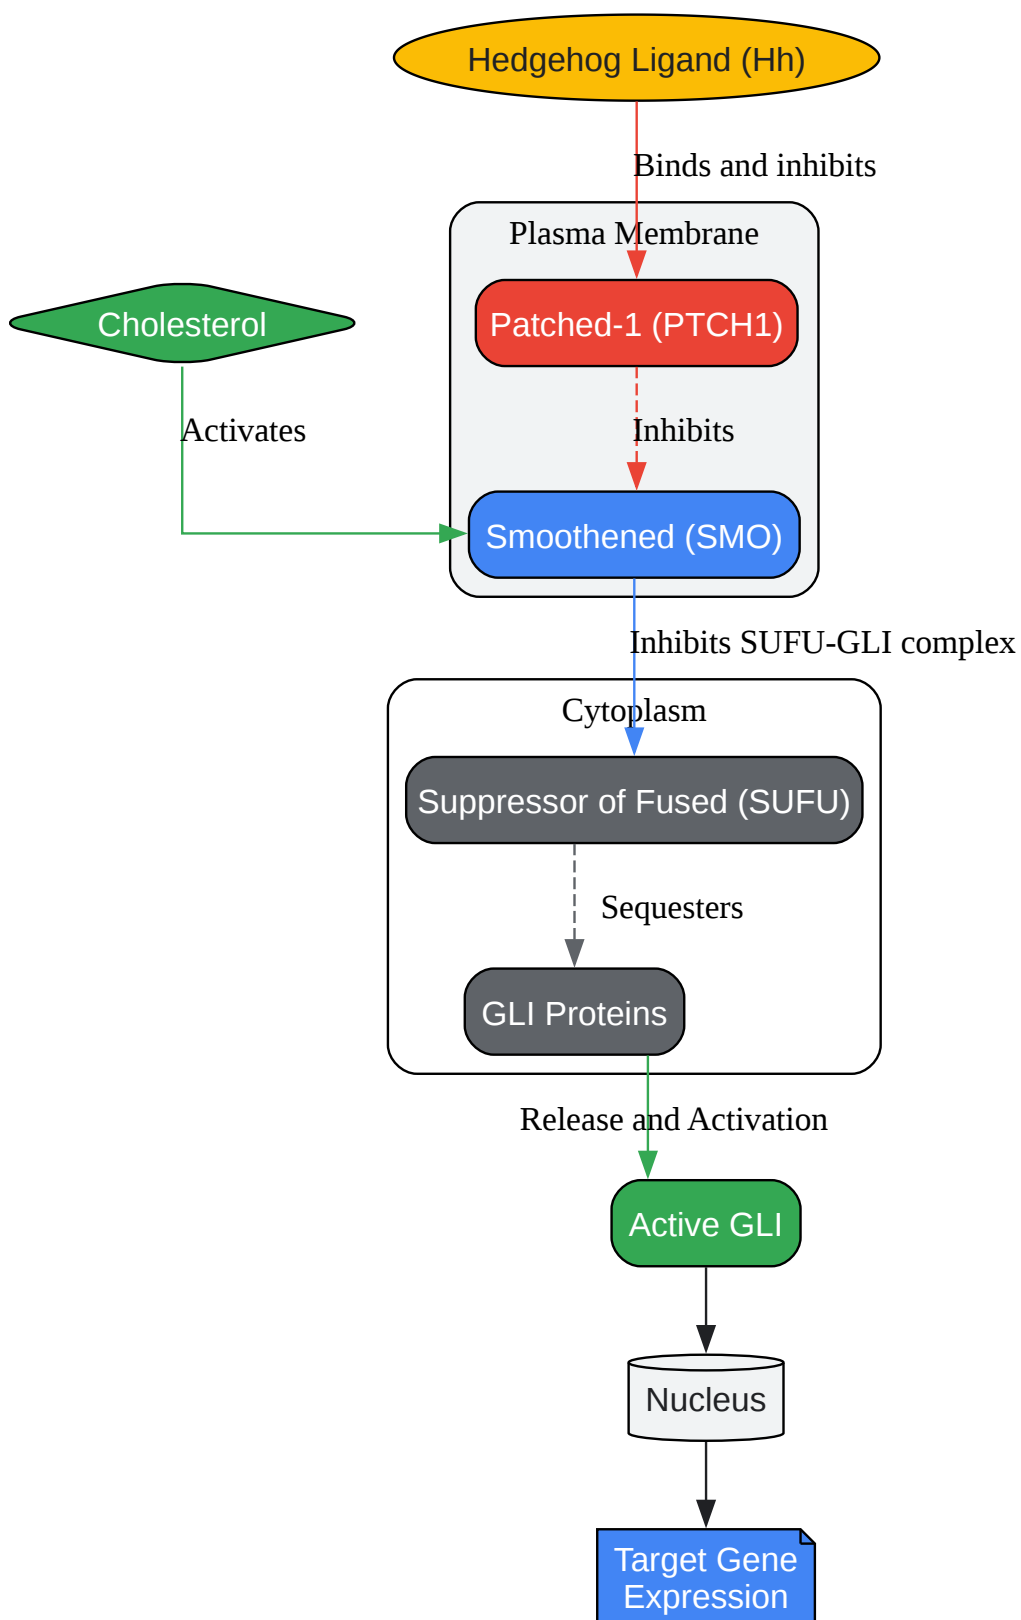 Hedgehog Ligand (Hh)
Binds and inhibits
Plasma Membrane
Cholesterol
Patched-1 (PTCH1)
Activates
Inhibits
Smoothened (SMO)
Inhibits SUFU-GLI complex
Cytoplasm
Suppressor of Fused (SUFU)
Sequesters
GLI Proteins
Release and Activation
Active GLI
Nucleus
Target Gene
Expression